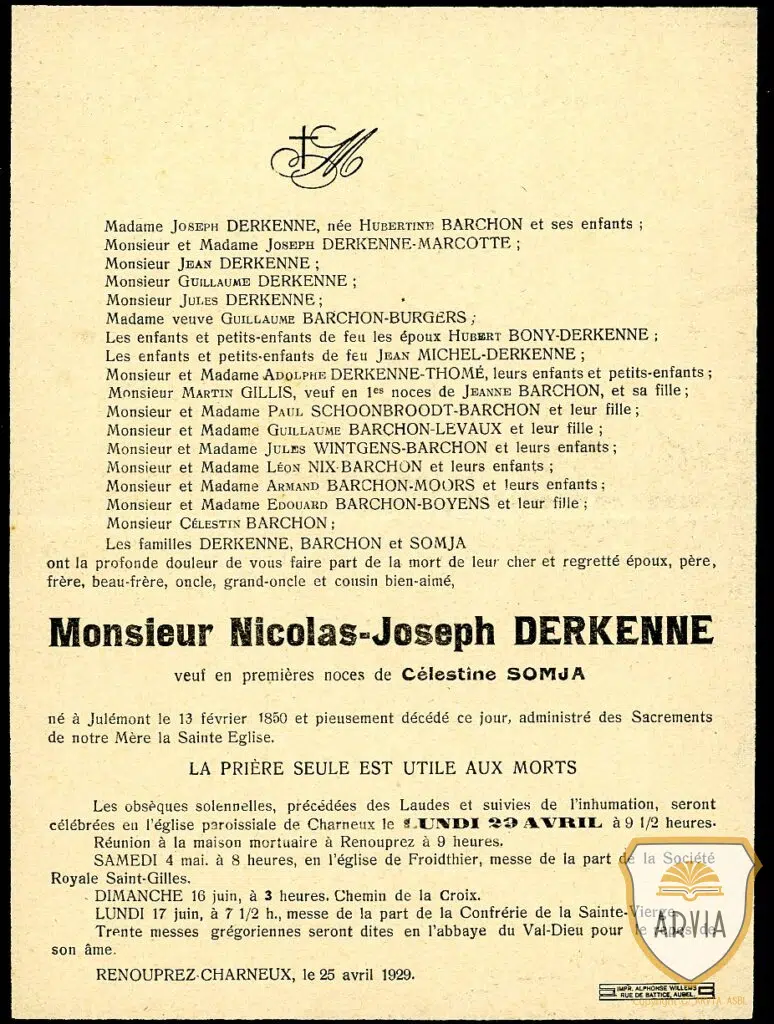 M
Madame JOSEPH DERKENNE, née HUBERTINE BARCHON et ses enfants ;
Monsieur et Madame JOSEPH DERKENNE-MARCOTTE ;
Monsieur JEAN DERKENNE ;
Monsieur GUILLAUME DERKENNE ;
Monsieur JULES DERKENNE ;
Madame veuve GUILLAUME BARCHON-BURGERS ;
Les enfants et petits-enfants de feu les époux HUBERT BONY-DERKENNE ;
Les enfants et petits-enfants de feu JEAN MICHEL-DERKENNE ;
Monsieur et Madame ADOLPHE DERKENNE-THOMÉ, leurs enfants et petits-enfants ;
Monsieur MARTIN GILLIS, veuf en 1es noces de JEANNE BARCHON, et sa fille ;
Monsieur et Madame PAUL SCHOONBROODT-BARCHON et leur fille ;
Monsieur et Madame GUILLAUME BARCHON-LEVAUX et leur fille ;
Monsieur et Madame JULES WINTGENS-BARCHON et leurs enfants ;
Monsieur et Madame LÉON NIX-BARCHON et leurs enfants ;
Monsieur et Madame ARMAND BARCHON-MOORS et leurs enfants ;
Monsieur et Madame EDOUARD BARCHON-BOYENS et leur fille ;
Monsieur CÉLESTIN BARCHON ;
Les familles DERKENNE, BARCHON et SOMJA
ont la profonde douleur de vous faire part de la mort de leur cher et regretté époux, père,
frère, beau-frère, oncle, grand-oncle et cousin bien-aimé,
Monsieur Nicolas-Joseph DERKENNE
veuf en premières noces de Célestine SOMJA
né à Julémont le 13 février 1850 et pieusement décédé ce jour, administré des Sacrements
de notre Mère la Sainte Eglise.
LA PRIÈRE SEULE EST UTILE AUX MORTS
Les obsèques solennelles, précédées des Laudes et suivies de l'inhumation, seront
célébrées en l'église paroissiale de Charneux le LUNDI 29 AVRIL à 9 1/2 heures.
Réunion à la maison mortuaire à Renouprez à 9 heures.
SAMEDI 4 mai. à 8 heures, en l'église de Froidthier, messe de la part de la Société
Royale Saint-Gilles.
DIMANCHE 16 juin, à 3 heures. Chemin de la Croix.
LUNDI 17 juin, à 7 1/2 h., messe de la part de la Confrérie de la Sainte-Vierge.
Trente messes grégoriennes seront dites en l'abbaye du Val-Dieu pour le repos de
son âme.
RENOUPREZ-CHARNEUX, le 25 avril 1929.
IMPR. ALPHONSE WILLEMS
RUE DE BATTICE, AUBEL.
ARVIA
ARVIA ASBL